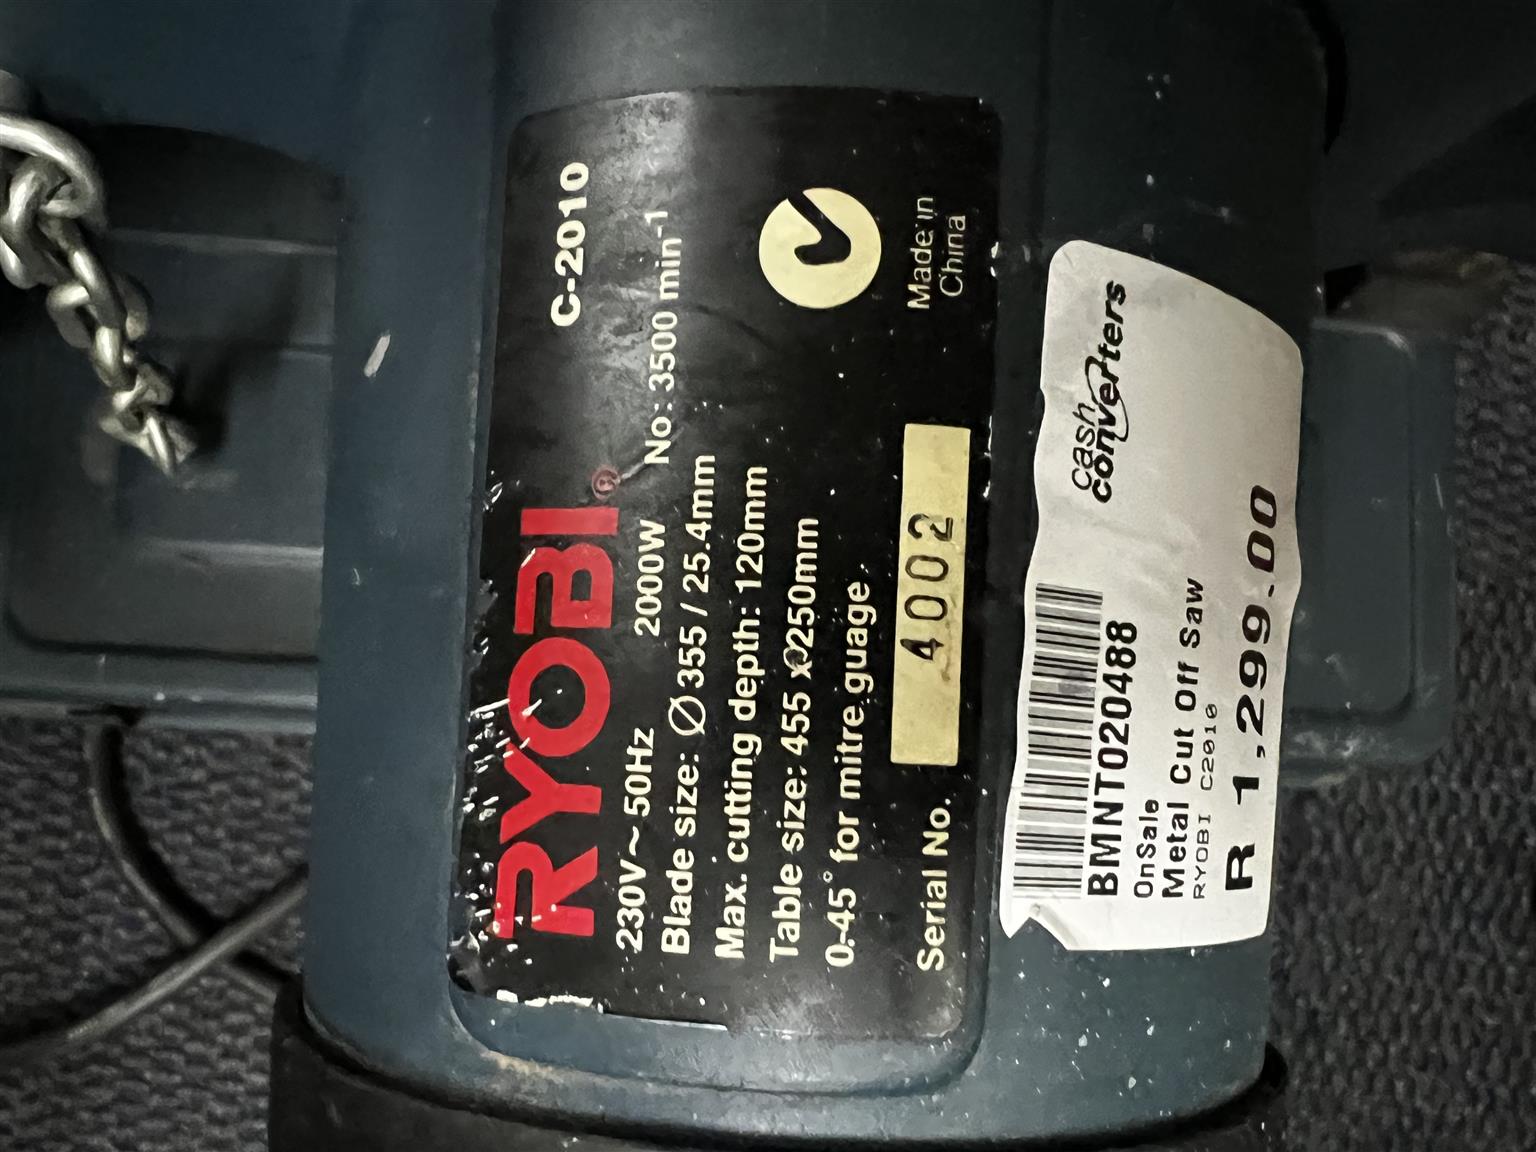 RYOBI® C-2010
230V ~ 50Hz 2000W No: 3500 min-1
Blade size: Ø 355 / 25.4mm
Max. cutting depth: 120mm
Table size: 455 x 250mm
0-45° for mitre guage
Serial No. 4002
Made in
China
cash
converters
BMNT020488
OnSale
Metal Cut Off Saw
RYOBI C2010
R 1,299.00